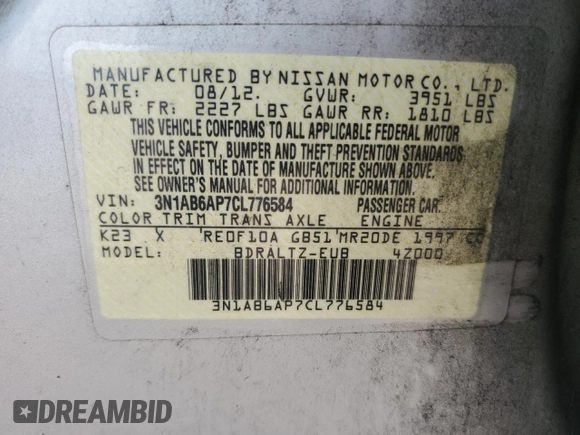 MANUFACTURED BY NISSAN MOTOR CO., LTD.
DATE: 08/12. GVWR: 3951 LBS
GAWR FR: 2227 LBS GAWR RR: 1810 LBS
THIS VEHICLE CONFORMS TO ALL APPLICABLE FEDERAL MOTOR
VEHICLE SAFETY, BUMPER AND THEFT PREVENTION STANDARDS
IN EFFECT ON THE DATE OF MANUFACTURE SHOWN ABOVE.
SEE OWNER'S MANUAL FOR ADDITIONAL INFORMATION.
VIN: 3N1AB6AP7CL776584 PASSENGER CAR.
COLOR TRIM TRANS AXLE ENGINE
K23 X 'RE0F10A GB51'MR20DE 1997 CC
MODEL: BDRALTZ-EUB 4Z000
3N1AB6AP7CL776584
DREAMBID